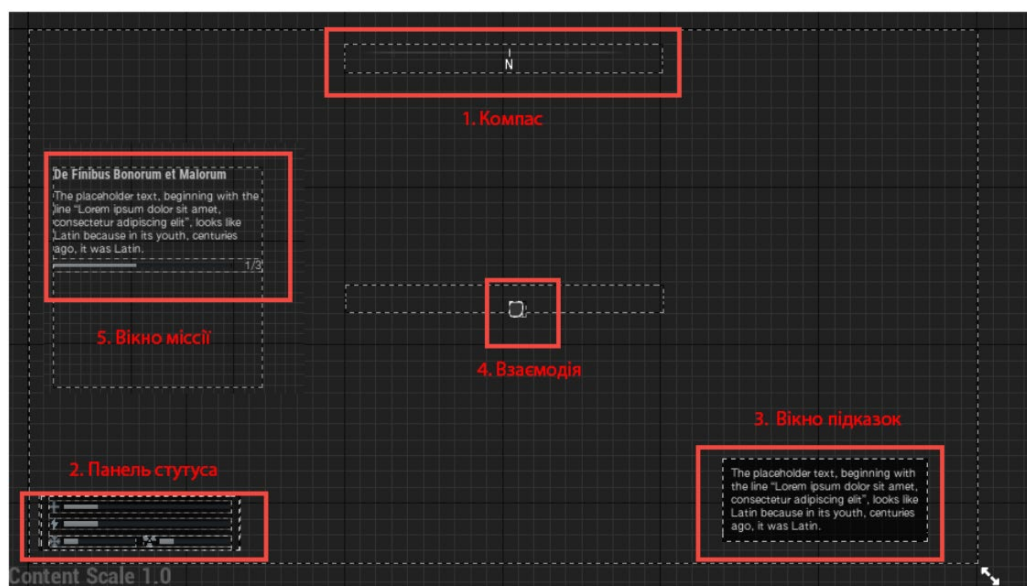 N
1. Компас
De Finibus Bonorum et Malorum
The placeholder text, beginning with the
line “Lorem ipsum dolor sit amet,
consectetur adipiscing elit”, looks like
Latin because in its youth, centuries
ago, it was Latin.
1/3
5. Вікно міссії
4. Взаємодія
3. Вікно підказок
2. Панель стутуса
The placeholder text, beginning with
the line “Lorem ipsum dolor sit amet,
consectetur adipiscing elit”, looks like
Latin because in its youth, centuries
ago, it was Latin.
Content Scale 1.0